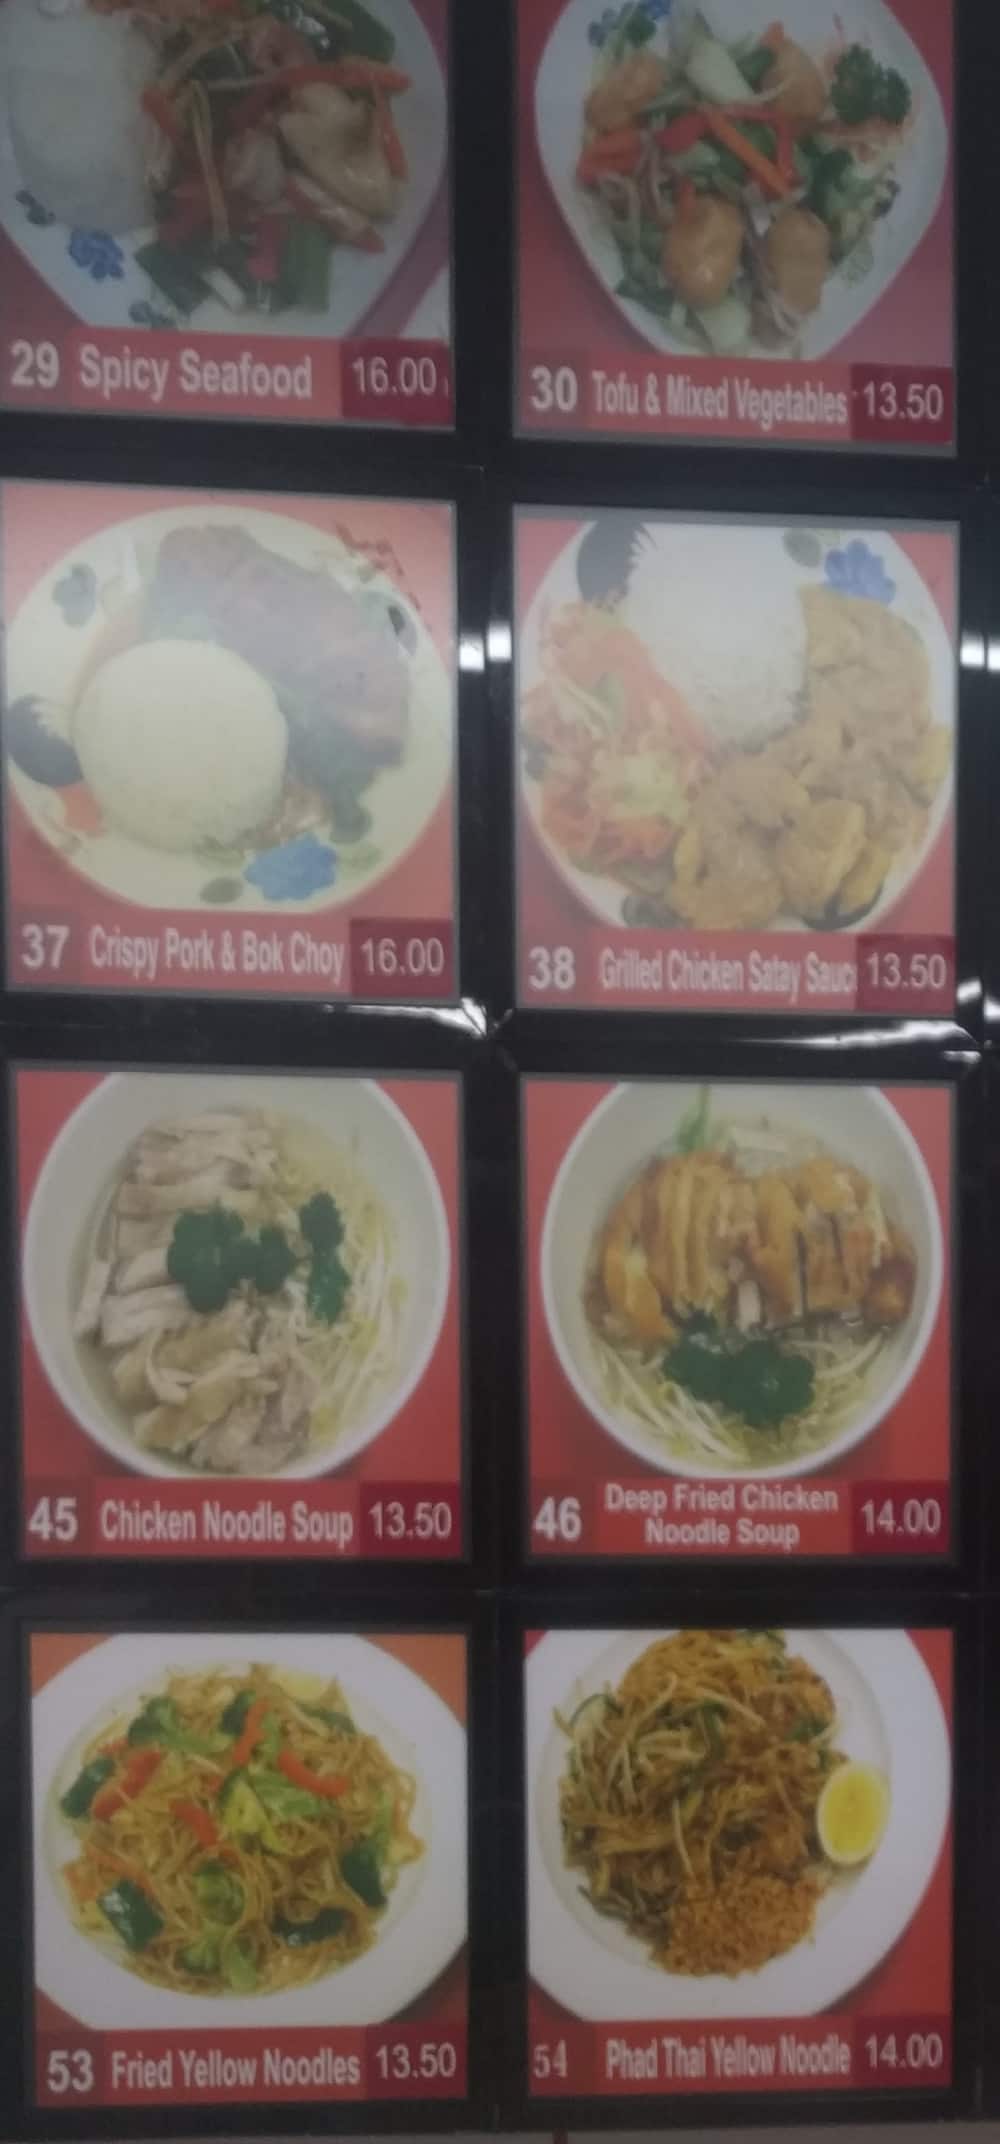 29 Spicy Seafood 16.00
30 Tofu & Mixed Vegetables 13.50
37 Crispy Pork & Bok Choy 16.00
38 Grilled Chicken Satay Sauc 13.50
45 Chicken Noodle Soup 13.50
46 Deep Fried Chicken
Noodle Soup 14.00
53 Fried Yellow Noodles 13.50
54 Phad Thai Yellow Noodle 14.00